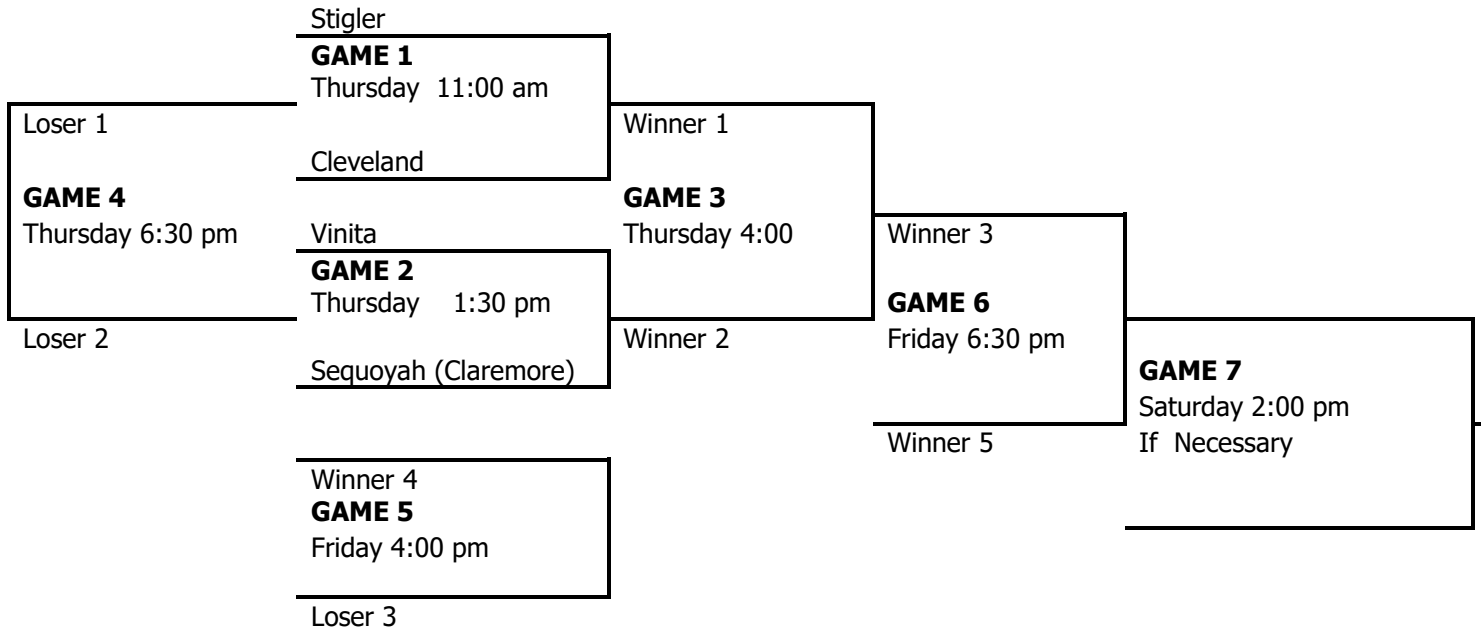 Stigler
GAME 1
Thursday 11:00 am
Cleveland
Loser 1
GAME 4
Thursday 6:30 pm
Loser 2
Vinita
GAME 2
Thursday 1:30 pm
Sequoyah (Claremore)
Winner 1
GAME 3
Thursday 4:00
Winner 2
Winner 4
GAME 5
Friday 4:00 pm
Loser 3
Winner 3
GAME 6
Friday 6:30 pm
Winner 5
GAME 7
Saturday 2:00 pm
If Necessary